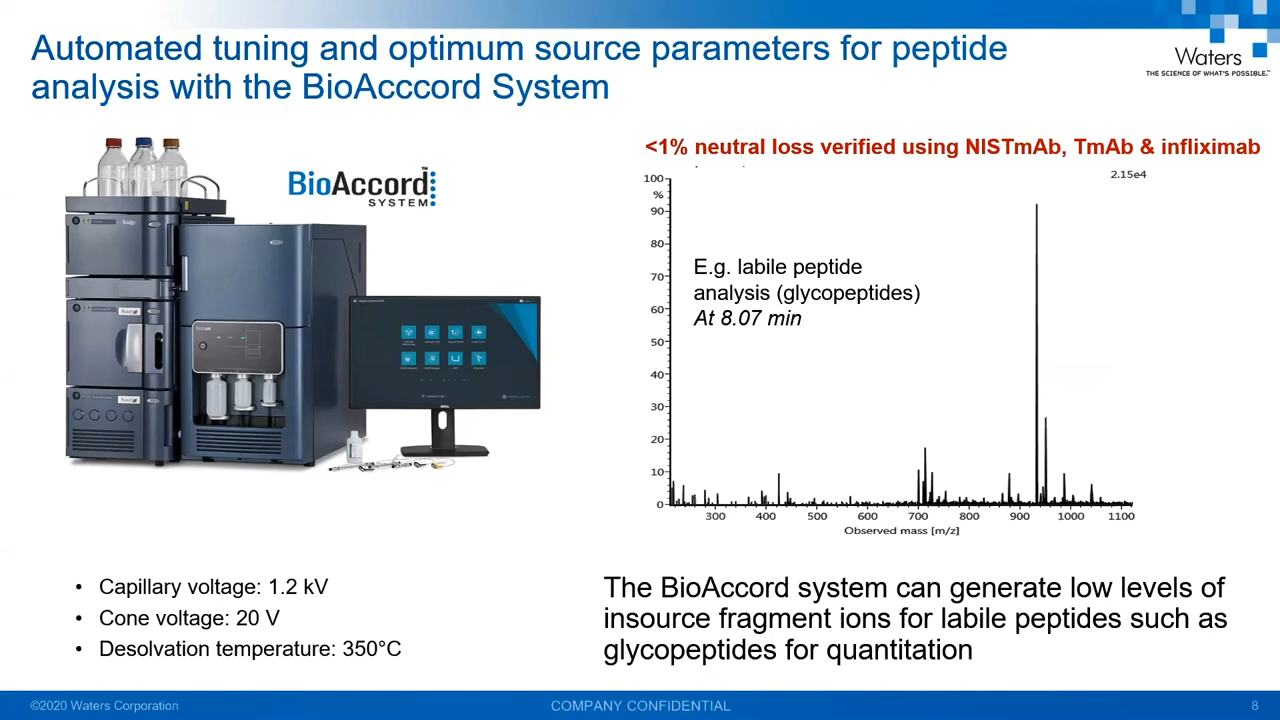 Automated tuning and optimum source parameters for peptide
analysis with the BioAcccord System
Waters
THE SCIENCE OF WHAT'S POSSIBLE.™
BioAccord™
SYSTEM
<1% neutral loss verified using NISTmAb, TmAb & infliximab
2.15e4
100
%
90
80
70
60
50
40
30
20
10
0
E.g. labile peptide
analysis (glycopeptides)
At 8.07 min
300 400 500 600 700 800 900 1000 1100
Observed mass [m/z]
DELL
• Capillary voltage: 1.2 kV
• Cone voltage: 20 V
• Desolvation temperature: 350°C
The BioAccord system can generate low levels of
insource fragment ions for labile peptides such as
glycopeptides for quantitation
©2020 Waters Corporation
COMPANY CONFIDENTIAL
8